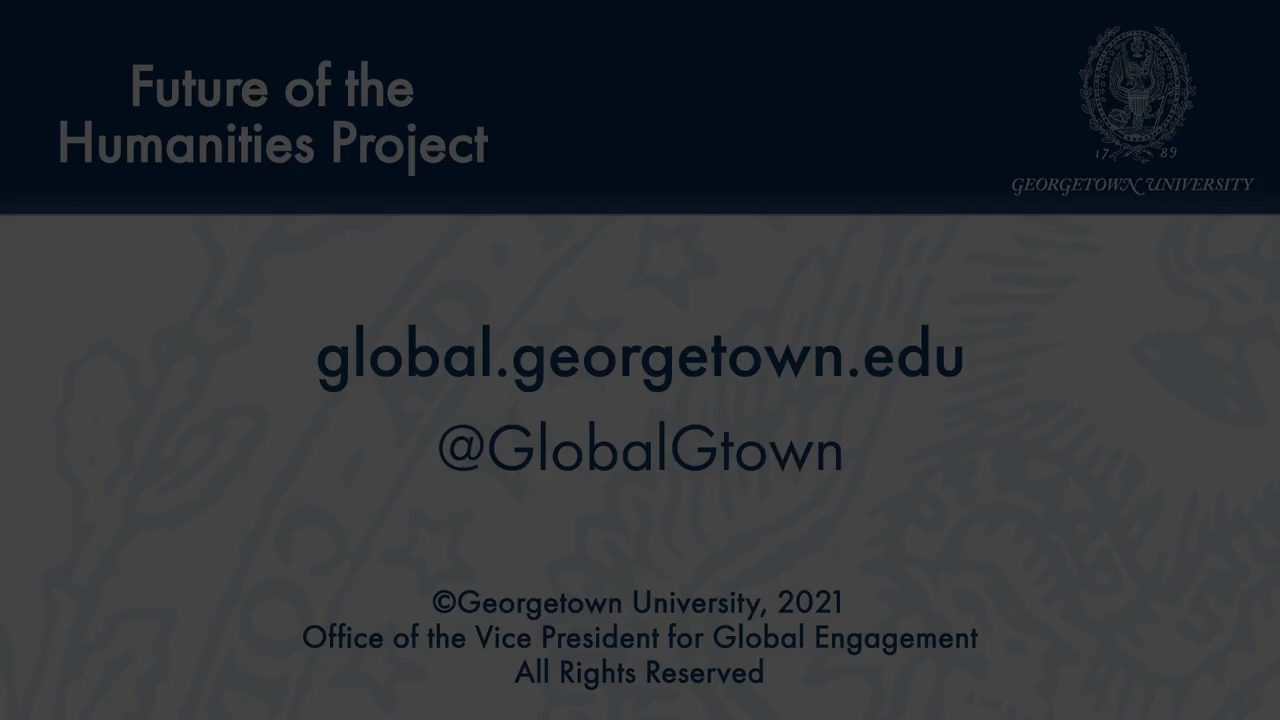 Future of the
Humanities Project
17 89
GEORGETOWN UNIVERSITY
global.georgetown.edu
@GlobalGtown
©Georgetown University, 2021
Office of the Vice President for Global Engagement
All Rights Reserved